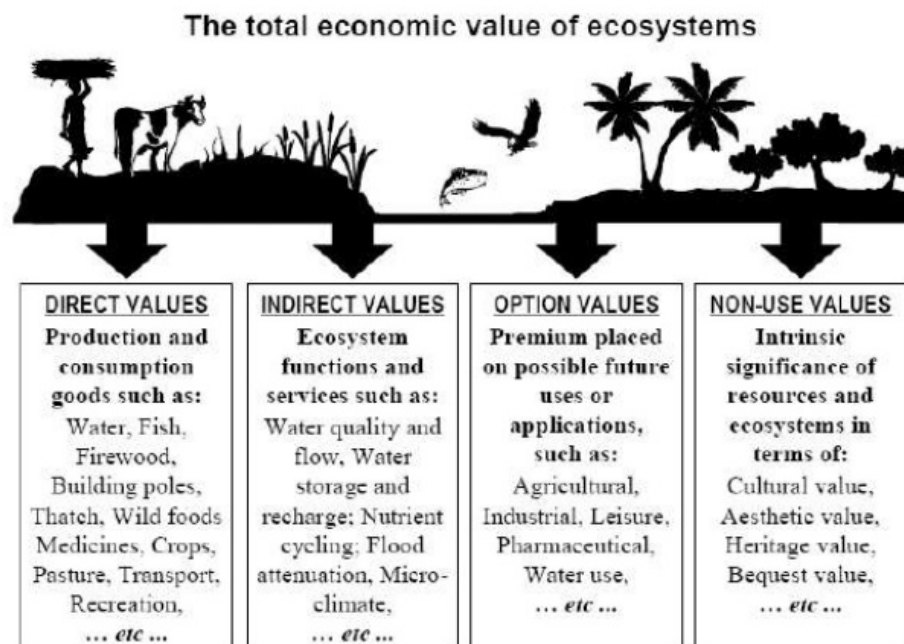 The total economic value of ecosystems
DIRECT VALUES
Production and
consumption
goods such as:
Water, Fish,
Firewood,
Building poles,
Thatch, Wild foods
Medicines, Crops,
Pasture, Transport,
Recreation,
... etc ...
INDIRECT VALUES
Ecosystem
functions and
services such as:
Water quality and
flow, Water
storage and
recharge; Nutrient
cycling; Flood
attenuation, Micro-
climate,
... etc ...
OPTION VALUES
Premium placed
on possible future
uses or
applications,
such as:
Agricultural,
Industrial, Leisure,
Pharmaceutical,
Water use,
... etc ...
NON-USE VALUES
Intrinsic
significance of
resources and
ecosystems in
terms of:
Cultural value,
Aesthetic value,
Heritage value,
Bequest value,
... etc ...